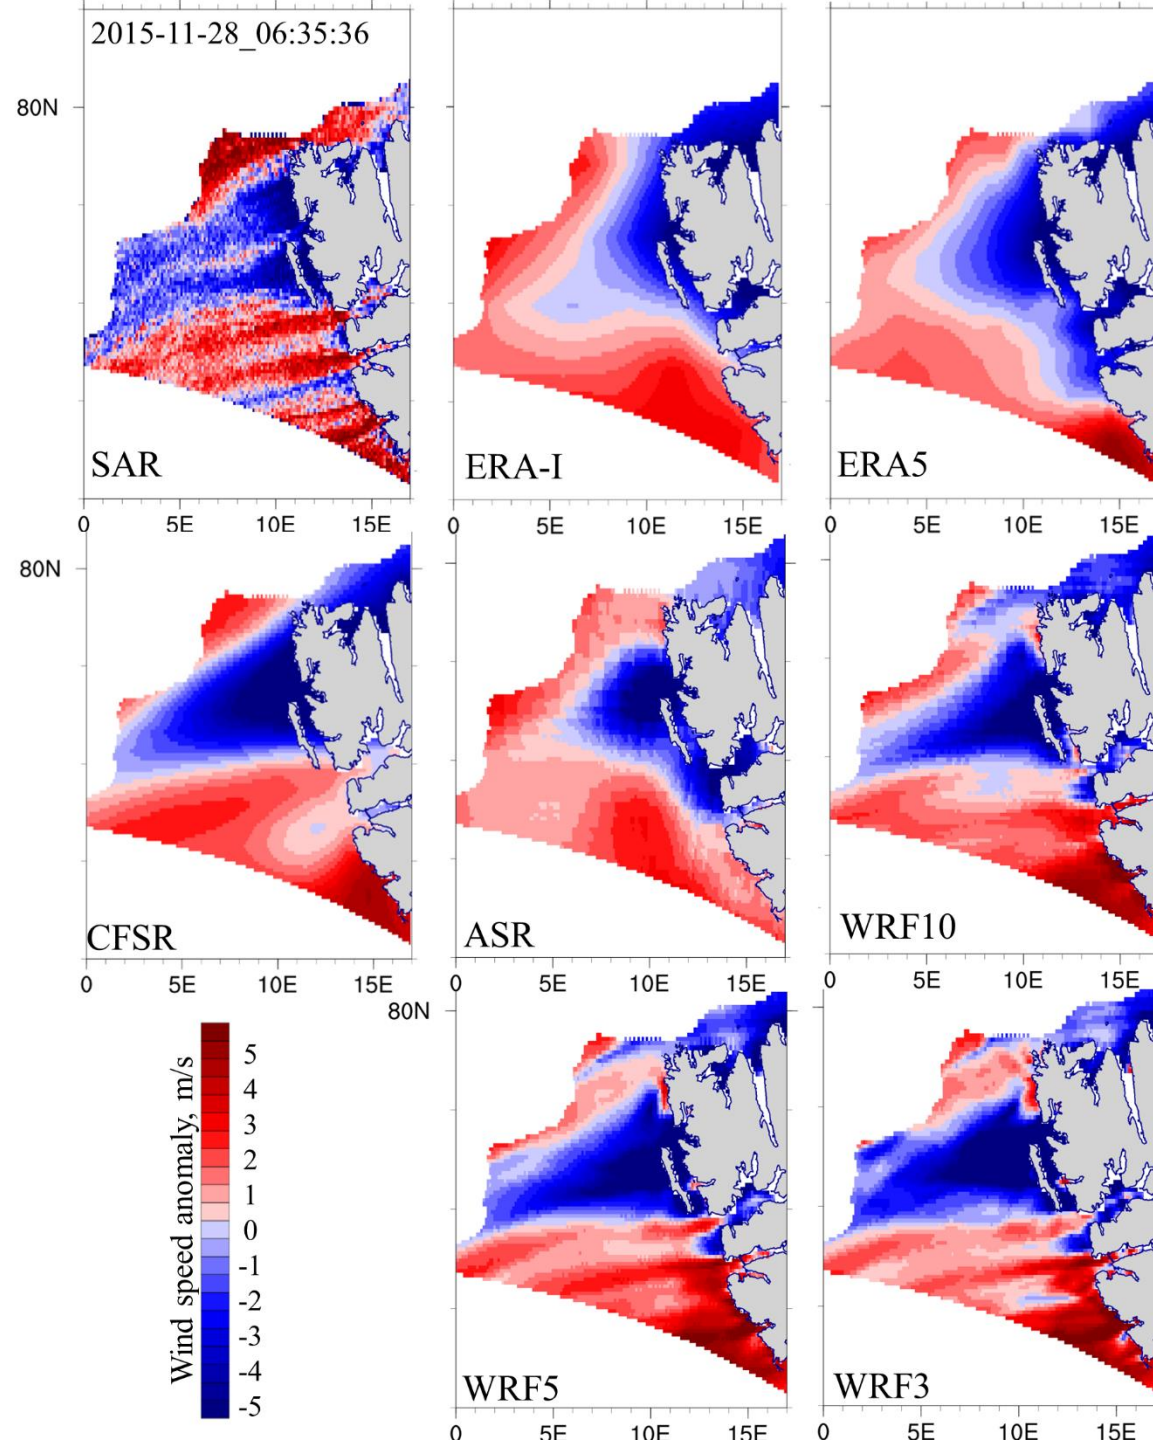 2015-11-28_06:35:36
80N
SAR
ERA-I
ERA5
0 5E 10E 15E
0 5E 10E 15E
0 5E 10E 15E
80N
CFSR
ASR
WRF10
0 5E 10E 15E
0 5E 10E 15E
0 5E 10E 15E
80N
Wind speed anomaly, m/s
5
4
3
2
1
0
-1
-2
-3
-4
-5
WRF5
WRF3
0 5E 10E 15E
0 5E 10E 15E